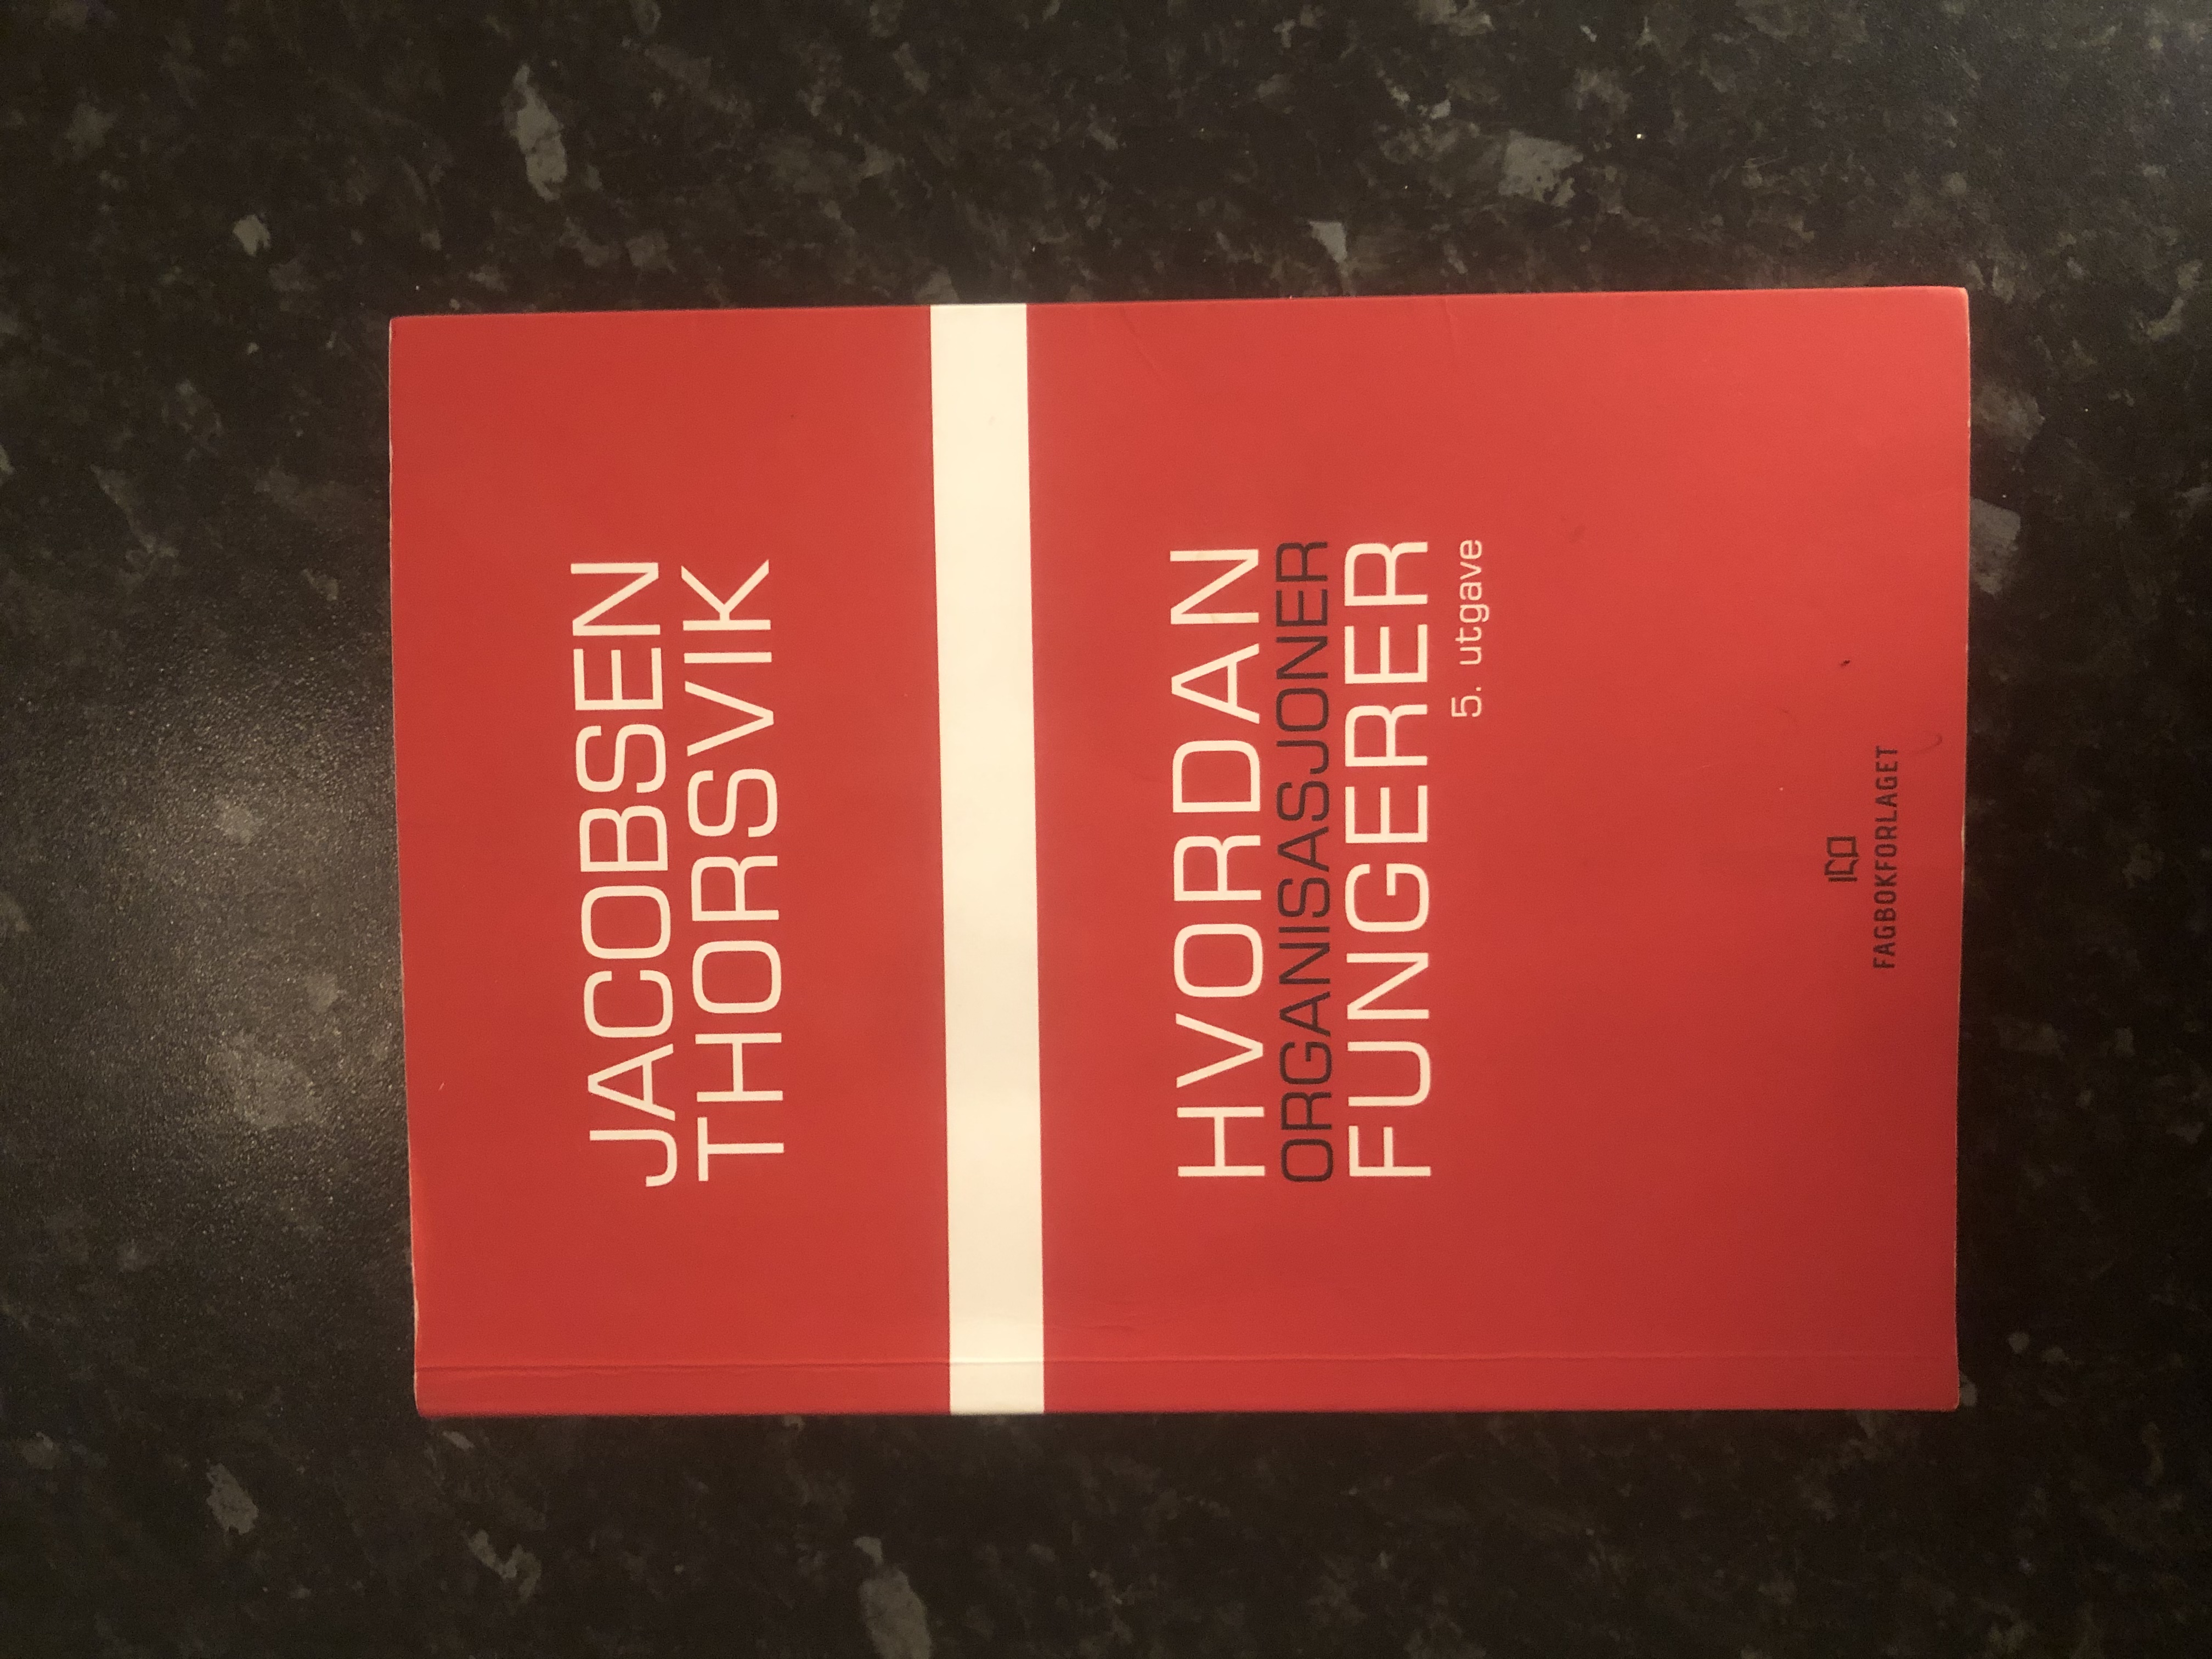 JACOBSEN
THORSVIK
HVORDAN
ORGANISASJONER
FUNGERER
5. utgave
FAGBOKFORLAGET